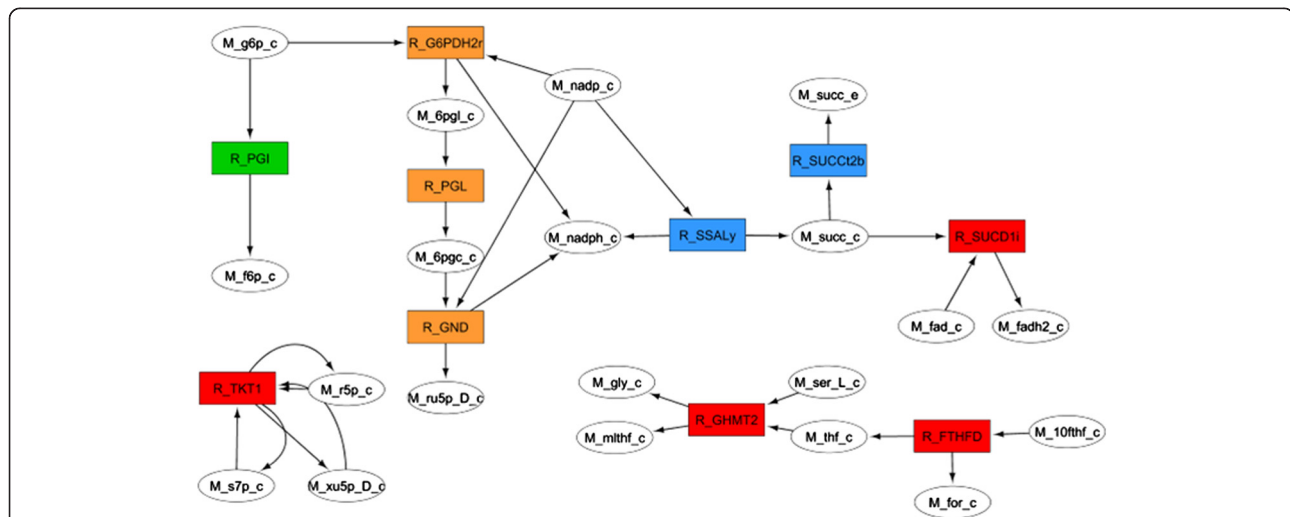 M_g6p_c
R_G6PDH2r
M_nadp_c
M_succ_e
M_6pgl_c
R_PGI
R_SUCCt2b
R_PGL
M_nadph_c
R_SSALy
M_succ_c
R_SUCD1i
M_6pgc_c
M_f6p_c
R_GND
M_fad_c
M_fadh2_c
R_TKT1
M_r5p_c
M_ru5p_D_c
M_gly_c
M_ser_L_c
R_GHMT2
M_mlthf_c
M_thf_c
R_FTHFD
M_10fthf_c
M_s7p_c
M_xu5p_D_c
M_for_c